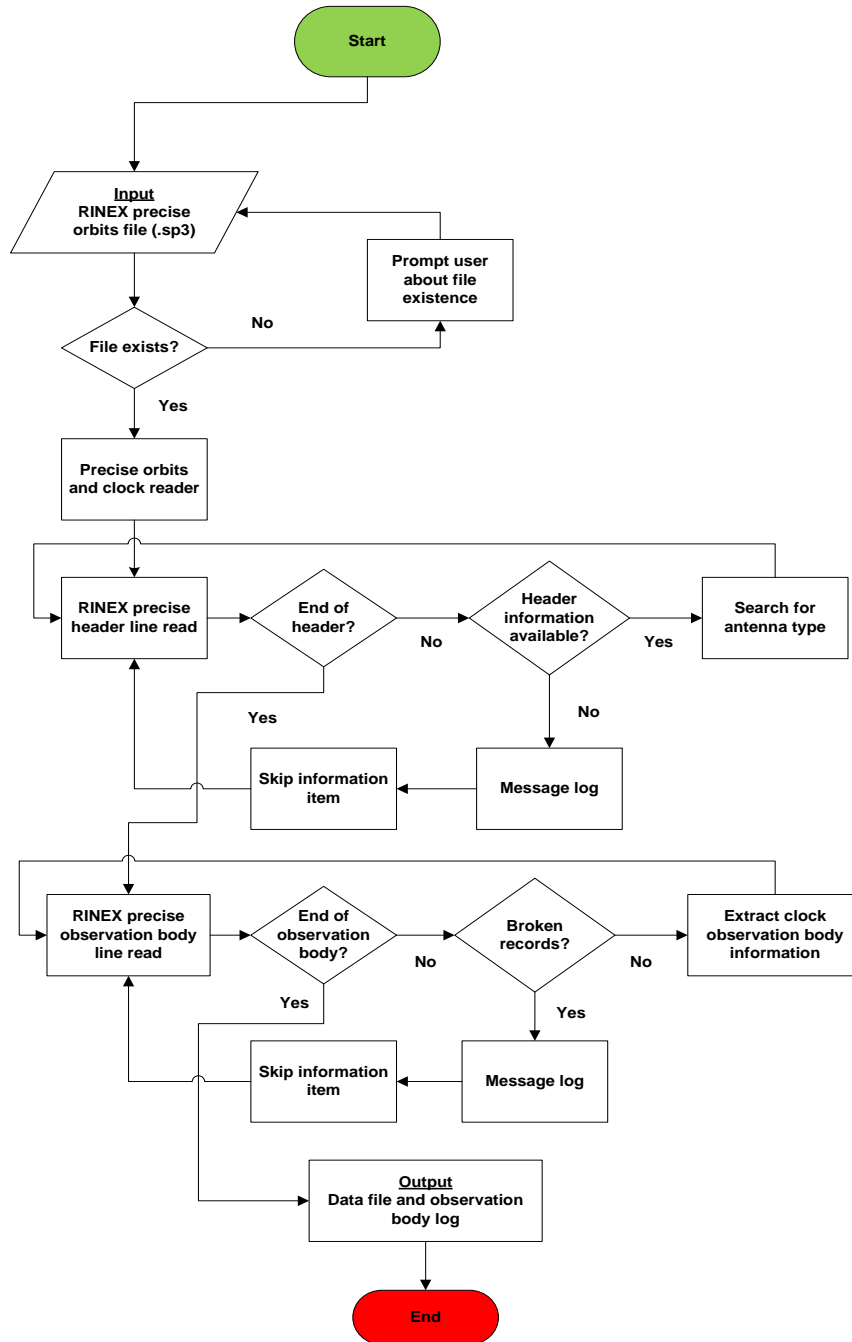 Start
Input
RINEX precise
orbits file (.sp3)
Prompt user
about file
existence
No
File exists?
Yes
Precise orbits
and clock reader
RINEX precise
header line read
End of
header?
No
Header
information
available?
Yes
Search for
antenna type
Yes
No
Skip information
item
Message log
RINEX precise
observation body
line read
End of
observation
body?
No
Broken
records?
No
Extract clock
observation body
information
Yes
Yes
Skip information
item
Message log
Output
Data file and observation
body log
End